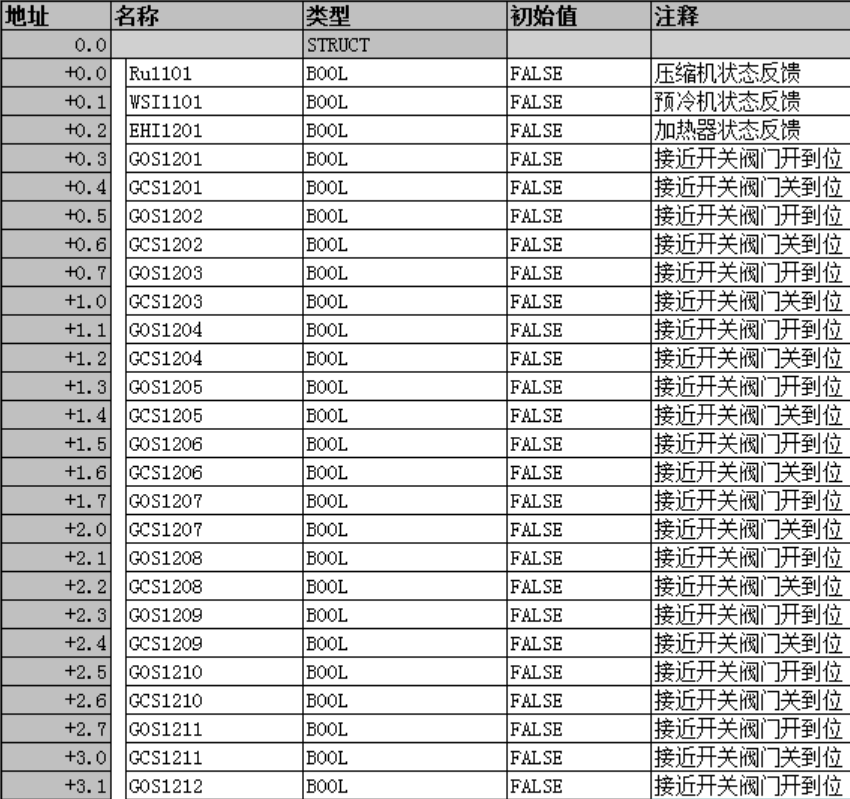 地址 名称 类型 初始值 注释
0.0 STRUCT
+0.0 Ru1101 BOOL FALSE 压缩机状态反馈
+0.1 WSI1101 BOOL FALSE 预冷机状态反馈
+0.2 EHI1201 BOOL FALSE 加热器状态反馈
+0.3 GOS1201 BOOL FALSE 接近开关阀门开到位
+0.4 GCS1201 BOOL FALSE 接近开关阀门关到位
+0.5 GOS1202 BOOL FALSE 接近开关阀门开到位
+0.6 GCS1202 BOOL FALSE 接近开关阀门关到位
+0.7 GOS1203 BOOL FALSE 接近开关阀门开到位
+1.0 GCS1203 BOOL FALSE 接近开关阀门关到位
+1.1 GOS1204 BOOL FALSE 接近开关阀门开到位
+1.2 GCS1204 BOOL FALSE 接近开关阀门关到位
+1.3 GOS1205 BOOL FALSE 接近开关阀门开到位
+1.4 GCS1205 BOOL FALSE 接近开关阀门关到位
+1.5 GOS1206 BOOL FALSE 接近开关阀门开到位
+1.6 GCS1206 BOOL FALSE 接近开关阀门关到位
+1.7 GOS1207 BOOL FALSE 接近开关阀门开到位
+2.0 GCS1207 BOOL FALSE 接近开关阀门关到位
+2.1 GOS1208 BOOL FALSE 接近开关阀门开到位
+2.2 GCS1208 BOOL FALSE 接近开关阀门关到位
+2.3 GOS1209 BOOL FALSE 接近开关阀门开到位
+2.4 GCS1209 BOOL FALSE 接近开关阀门关到位
+2.5 GOS1210 BOOL FALSE 接近开关阀门开到位
+2.6 GCS1210 BOOL FALSE 接近开关阀门关到位
+2.7 GOS1211 BOOL FALSE 接近开关阀门开到位
+3.0 GCS1211 BOOL FALSE 接近开关阀门关到位
+3.1 GOS1212 BOOL FALSE 接近开关阀门开到位